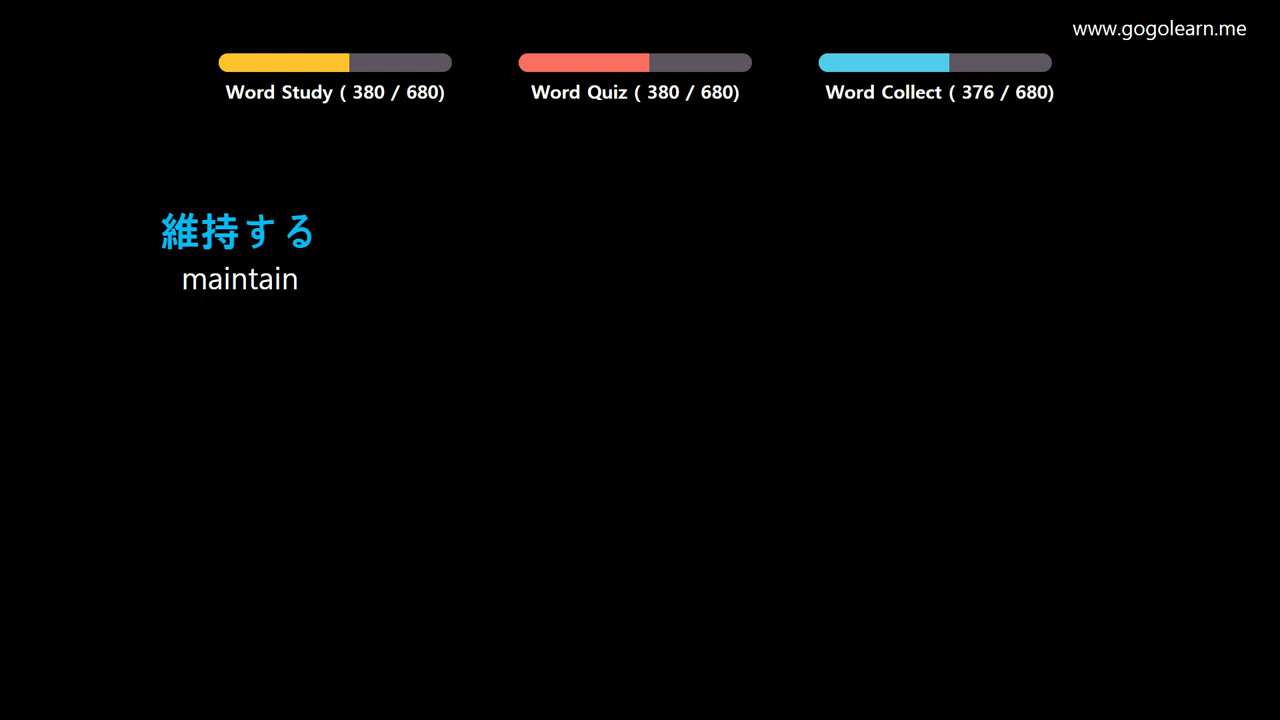 www.gogolearn.me
Word Study ( 380 / 680)
Word Quiz ( 380 / 680)
Word Collect ( 376 / 680)
維持する
maintain